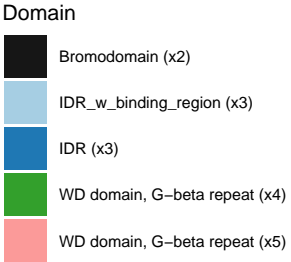 Domain
Bromodomain (x2)
IDR_w_binding_region (x3)
IDR (x3)
WD domain, G−beta repeat (x4)
WD domain, G−beta repeat (x5)